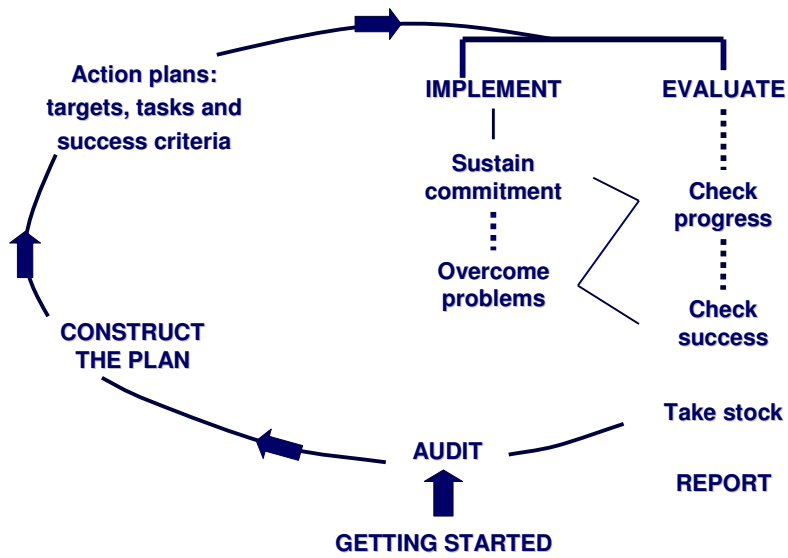 Action plans:
targets, tasks and
success criteria
IMPLEMENT
EVALUATE
Sustain
commitment
Check
progress
Overcome
problems
Check
success
CONSTRUCT
THE PLAN
Take stock
AUDIT
REPORT
GETTING STARTED